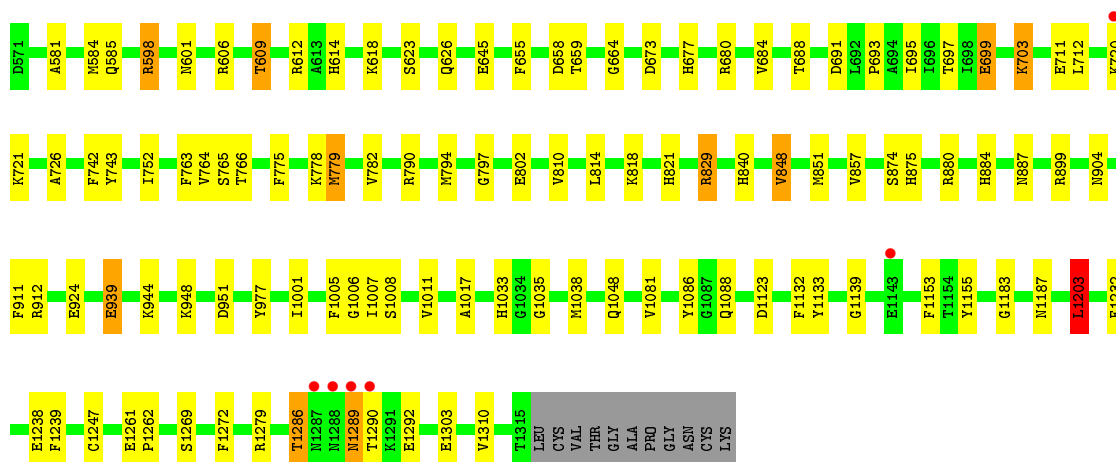 D571 A581 M584 Q585 R598 N601 R606 T609 R612 A613 H614 K618 S623 Q626 E645 F655 D658 T659 G664 D673 H677 R680 V684 T688 D691 L692 P693 A694 I695 I696 T697 I698 E699 K703 E711 L712 K720
K721 A726 F742 Y743 I752 F763 V764 S765 T766 F775 K778 M779 V782 R790 M794 G797 E802 V810 L814 K818 H821 R829 H840 V848 M851 V857 S874 H875 R880 H884 N887 R899 N904
F911 R912 E924 E939 K944 K948 D951 Y977 I1001 F1005 G1006 I1007 S1008 V1011 A1017 H1033 G1034 G1035 M1038 Q1048 V1081 Y1086 G1087 Q1088 D1123 F1132 Y1133 G1139 E1143 F1153 T1154 Y1155 G1183 N1187 L1203
E1238 F1239 C1247 E1261 P1262 S1269 F1272 R1279 T1286 N1287 N1288 N1289 T1290 K1291 E1292 E1303 V1310 T1315 LEU CYS VAL THR GLY ALA PRO GLY ASN CYS LYS